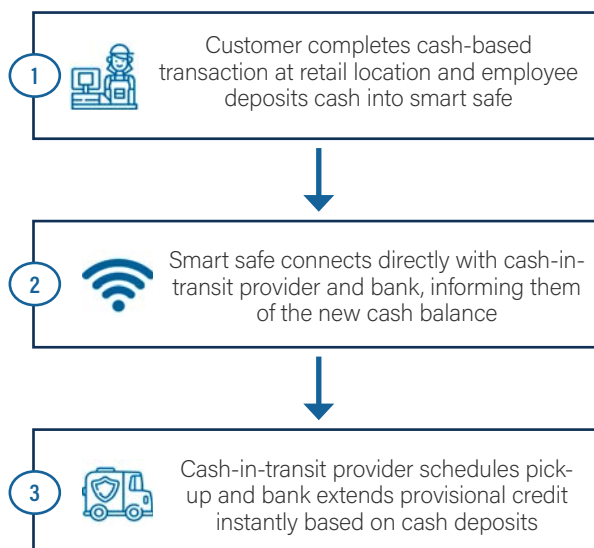 1
Customer completes cash-based
transaction at retail location and employee
deposits cash into smart safe
2
Smart safe connects directly with cash-in-
transit provider and bank, informing them
of the new cash balance
3
Cash-in-transit provider schedules pick-
up and bank extends provisional credit
instantly based on cash deposits